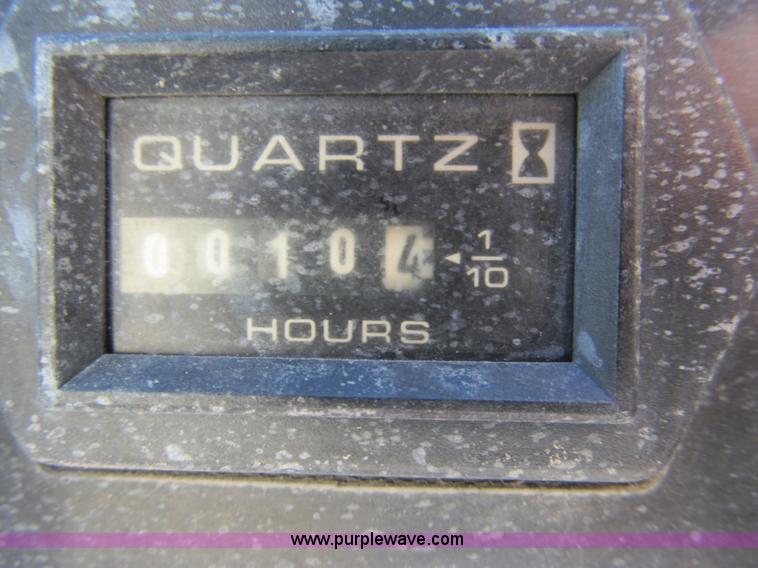 QUARTZ
00104 ◄ 1/10
HOURS
www.purplewave.com